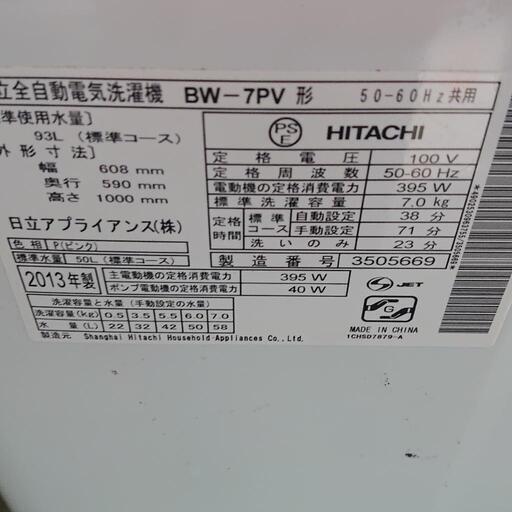 立全自動電気洗濯機 BW-7PV 形 50-60Hz共用
準使用水量)
93L (標準コース)
外形寸法)
幅 608 mm
奥行 590 mm
高さ 1000 mm
日立アプライアンス(株)
色相 P(ピンク)
標準水量 50L (標準コース)
PSE HITACHI
定格電圧 100 V
定格周波数 50-60 Hz
電動機の定格消費電力 395 W
標準洗濯容量 7.0 kg
定格時間 標準コース 自動設定 38 分
手動設定 71 分
洗いのみ 23 分
製造番号 3505669
2013年製
主電動機の定格消費電力 395 W
ポンプ電動機の定格消費電力 40 W
洗濯容量と水量 (手動設定の水量)
洗濯容量(kg) 0.5 3.5 5.5 6.0 7.0
水量 (L) 22 32 42 50 58
製造元 Shanghai Hitachi Household Appliances Co.,Ltd.
S JET
G
MADE IN CHINA
1CHSD7879-A